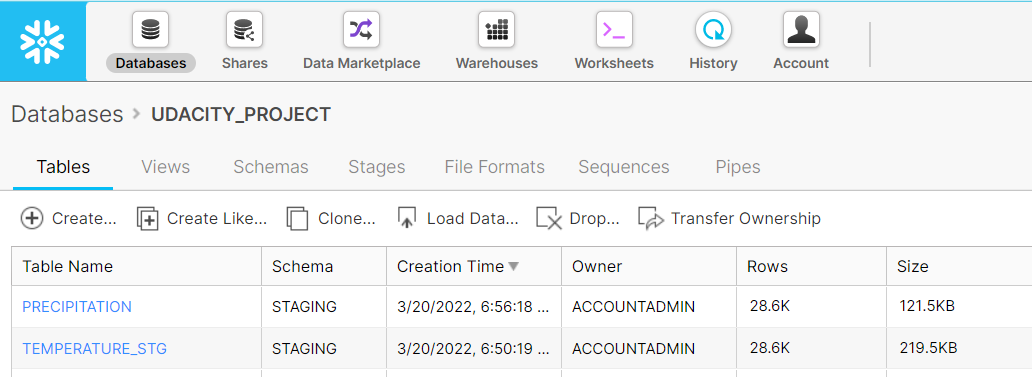 Databases Shares Data Marketplace Warehouses Worksheets History Account
Databases > UDACITY_PROJECT
Tables Views Schemas Stages File Formats Sequences Pipes
Create... Create Like... Clone... Load Data... Drop... Transfer Ownership
Table Name Schema Creation Time Owner Rows Size
PRECIPITATION STAGING 3/20/2022, 6:56:18 ... ACCOUNTADMIN 28.6K 121.5KB
TEMPERATURE_STG STAGING 3/20/2022, 6:50:19 ... ACCOUNTADMIN 28.6K 219.5KB